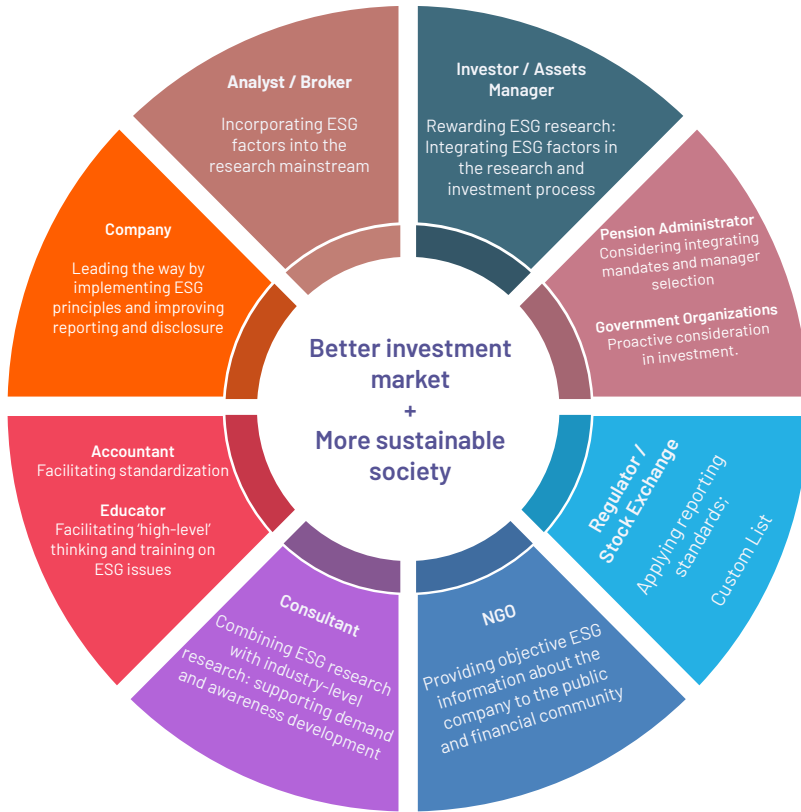 Analyst / Broker
Incorporating ESG
factors into the
research mainstream
Investor / Assets
Manager
Rewarding ESG research:
Integrating ESG factors in
the research and
investment process
Pension Administrator
Considering integrating
mandates and manager
selection
Government Organizations
Proactive consideration
in investment.
Regulator /
Stock Exchange
Applying reporting
standards;
Custom List
NGO
Providing objective ESG
information about the
company to the public
and financial community
Consultant
Combining ESG research
with industry-level
research: supporting demand
and awareness development
Accountant
Facilitating standardization
Educator
Facilitating ‘high-level’
thinking and training on
ESG issues
Company
Leading the way by
implementing ESG
principles and improving
reporting and disclosure
Better investment
market
+
More sustainable
society